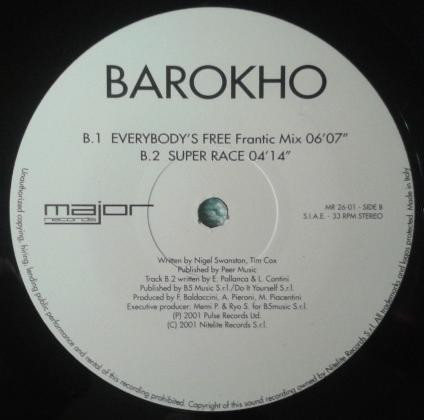 BAROKHO
B.1 EVERYBODY'S FREE Frantic Mix 06'07"
B.2 SUPER RACE 04'14"
major
records
MR 26-01 - SIDE B
S.I.A.E. - 33 RPM STEREO
Written by Nigel Swanston, Tim Cox
Published by Peer Music
Track B.2 written by E. Pollanca & L. Contini
Published by B5 Music S.r.l./Do It Yourself S.r.l.
Produced by F. Baldaccini, A. Pieroni, M. Piacentini
Executive producer: Memi P. & Ryo S. for B5music S.r.l.
(P) 2001 Pulse Records Ltd.
(C) 2001 Nitelite Records S.r.l.
Unauthorized copying, hiring, lending public performance and rental of this recording prohibited. Copyright of this sound recording owned by Nitelite Records S.r.l. All trademarks and logos protected. Made in Italy